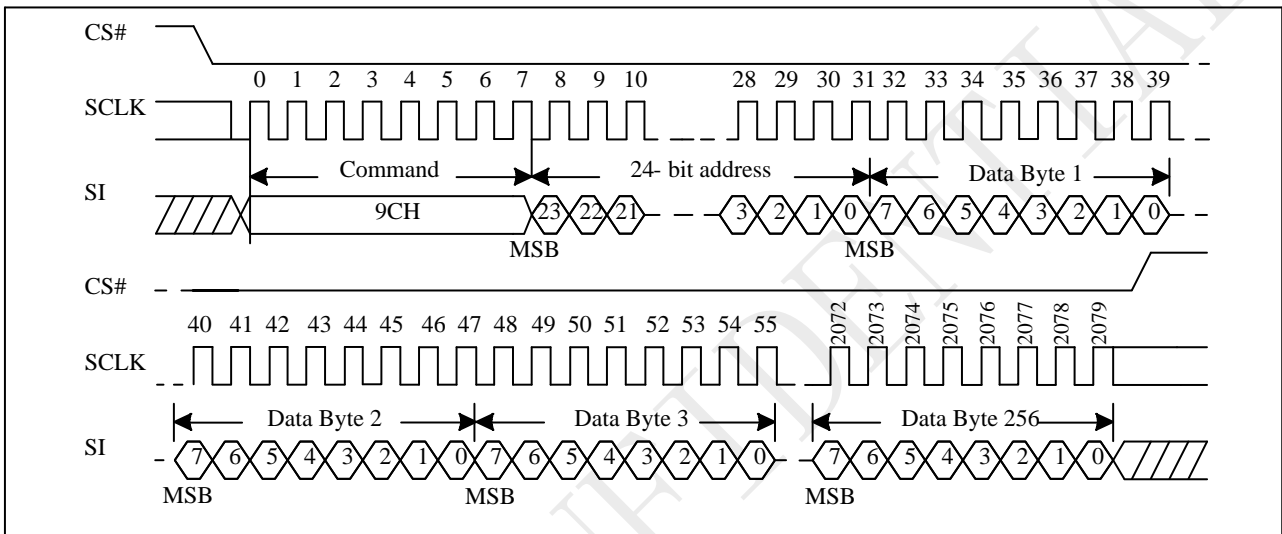 CS#
0 1 2 3 4 5 6 7 8 9 10 28 29 30 31 32 33 34 35 36 37 38 39
SCLK
Command 24- bit address Data Byte 1
SI
9CH 23 22 21 3 2 1 0 7 6 5 4 3 2 1 0
MSB MSB
CS#
40 41 42 43 44 45 46 47 48 49 50 51 52 53 54 55 2072 2073 2074 2075 2076 2077 2078 2079
SCLK
Data Byte 2 Data Byte 3 Data Byte 256
SI
7 6 5 4 3 2 1 0 7 6 5 4 3 2 1 0 7 6 5 4 3 2 1 0
MSB MSB MSB